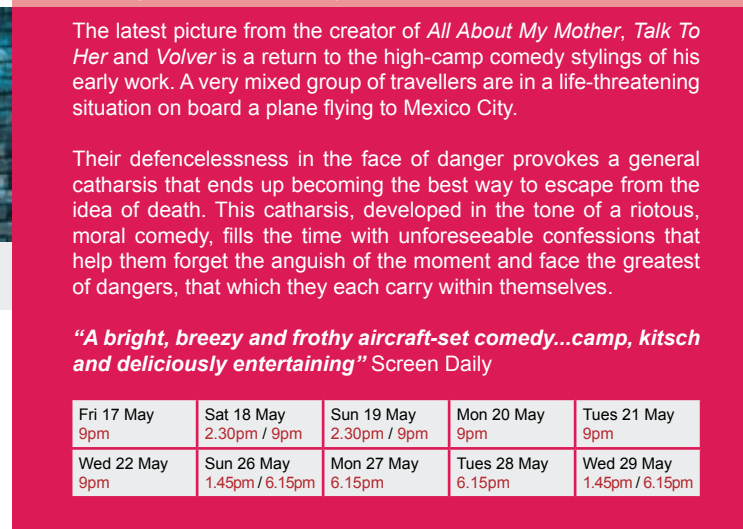 The latest picture from the creator of All About My Mother, Talk To
Her and Volver is a return to the high-camp comedy stylings of his
early work. A very mixed group of travellers are in a life-threatening
situation on board a plane flying to Mexico City.
Their defencelessness in the face of danger provokes a general
catharsis that ends up becoming the best way to escape from the
idea of death. This catharsis, developed in the tone of a riotous,
moral comedy, fills the time with unforeseeable confessions that
help them forget the anguish of the moment and face the greatest
of dangers, that which they each carry within themselves.
“A bright, breezy and frothy aircraft-set comedy...camp, kitsch
and deliciously entertaining” Screen Daily
Fri 17 May
9pm
Sat 18 May
2.30pm / 9pm
Sun 19 May
2.30pm / 9pm
Mon 20 May
9pm
Tues 21 May
9pm
Wed 22 May
9pm
Sun 26 May
1.45pm / 6.15pm
Mon 27 May
6.15pm
Tues 28 May
6.15pm
Wed 29 May
1.45pm / 6.15pm